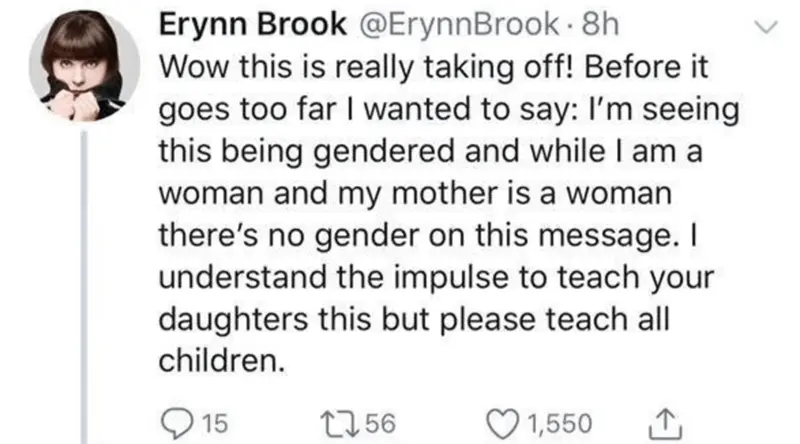 Erynn Brook @ErynnBrook · 8h
Wow this is really taking off! Before it
goes too far I wanted to say: I'm seeing
this being gendered and while I am a
woman and my mother is a woman
there's no gender on this message. I
understand the impulse to teach your
daughters this but please teach all
children.
15 56 1,550